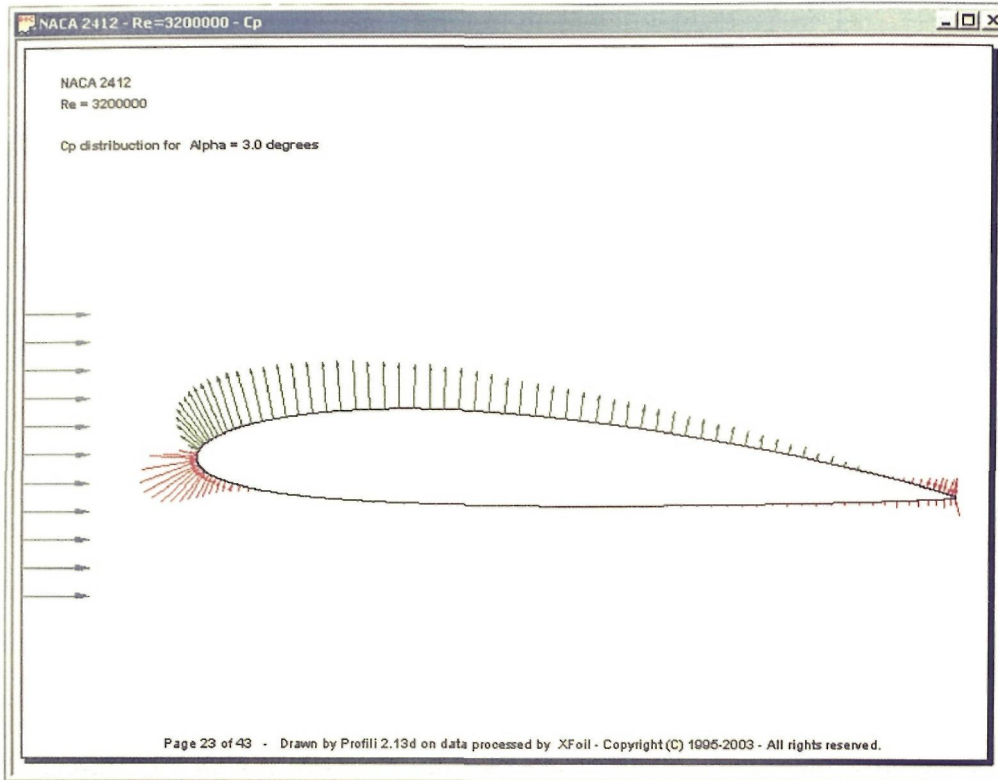 NACA 2412 - Re=3200000 - Cp
NACA 2412
Re = 3200000
Cp distribuction for Alpha = 3.0 degrees
Page 23 of 43 - Drawn by Profili 2.13d on data processed by XFoil - Copyright (C) 1995-2003 - All rights reserved.